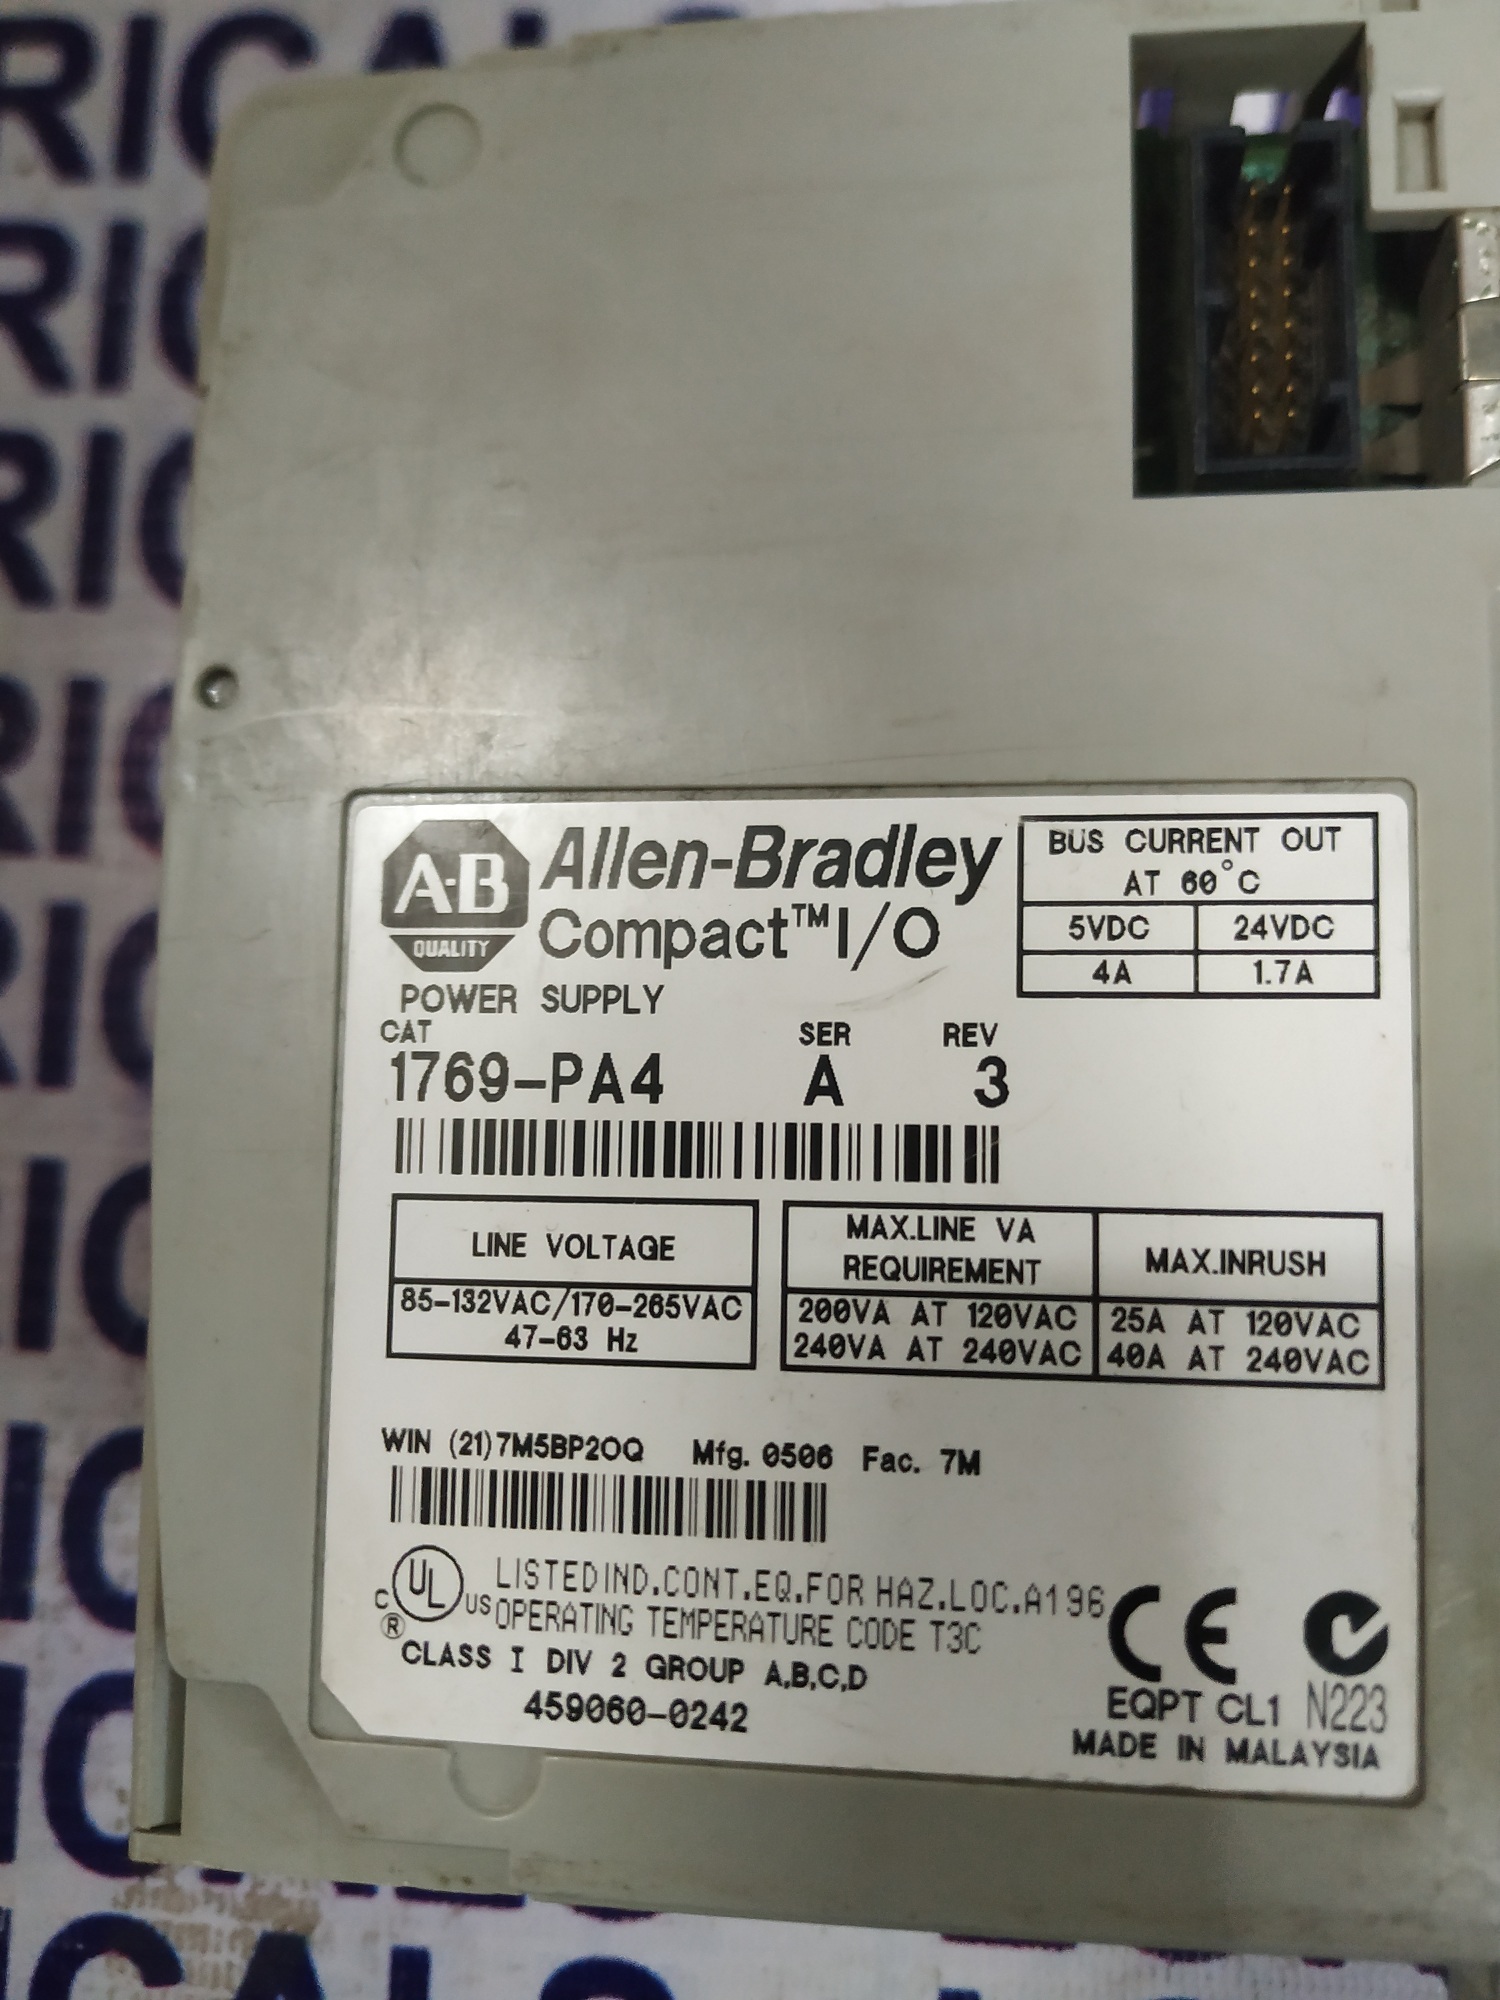 A-B
QUALITY
Allen-Bradley
Compact™ I/O
POWER SUPPLY
BUS CURRENT OUT
AT 60°C
5VDC 24VDC
4A 1.7A
CAT SER REV
1769-PA4 A 3
LINE VOLTAGE
85-132VAC/170-265VAC
47-63 Hz
MAX.LINE VA
REQUIREMENT
MAX.INRUSH
200VA AT 120VAC 25A AT 120VAC
240VA AT 240VAC 40A AT 240VAC
WIN (21)7M5BP2OQ Mfg. 0506 Fac. 7M
C UL US ® LISTED IND.CONT.EQ.FOR HAZ.LOC.A196
OPERATING TEMPERATURE CODE T3C
CLASS I DIV 2 GROUP A,B,C,D
459060-0242
CE
EQPT CL1 N223
MADE IN MALAYSIA